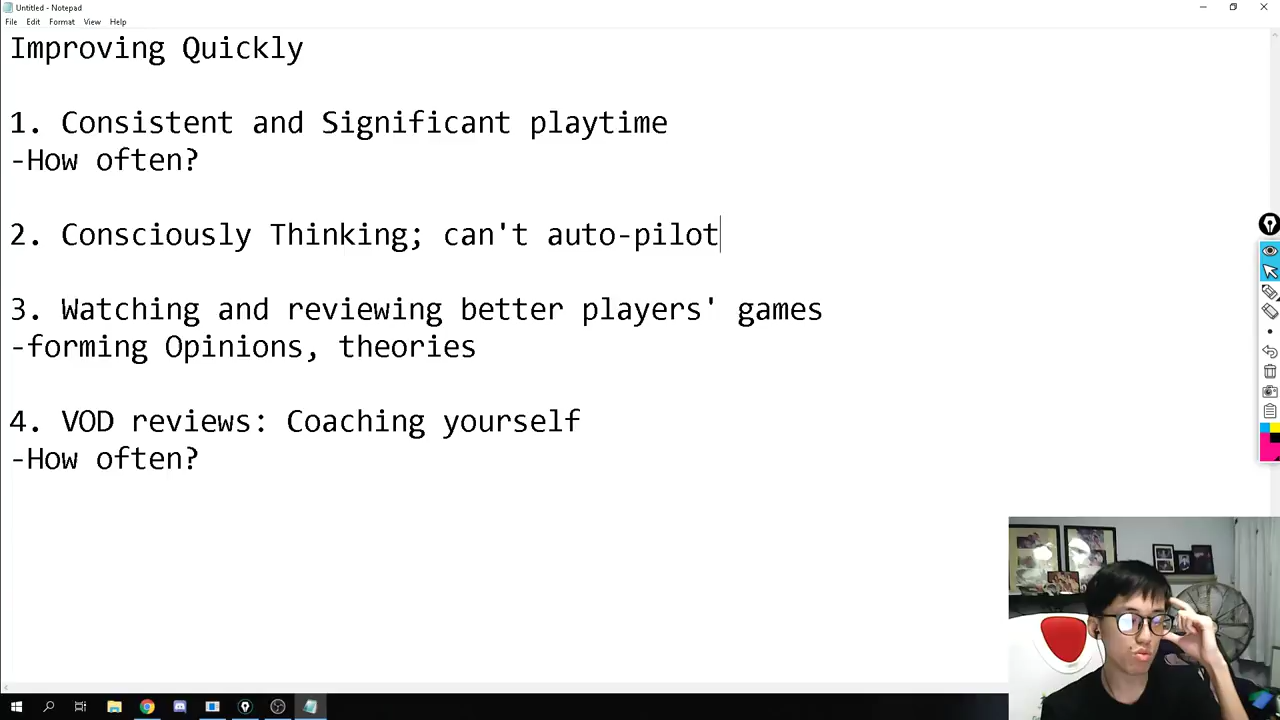 Untitled - Notepad
File Edit Format View Help
Improving Quickly
1. Consistent and Significant playtime
-How often?
2. Consciously Thinking; can't auto-pilot
3. Watching and reviewing better players' games
-forming Opinions, theories
4. VOD reviews: Coaching yourself
-How often?